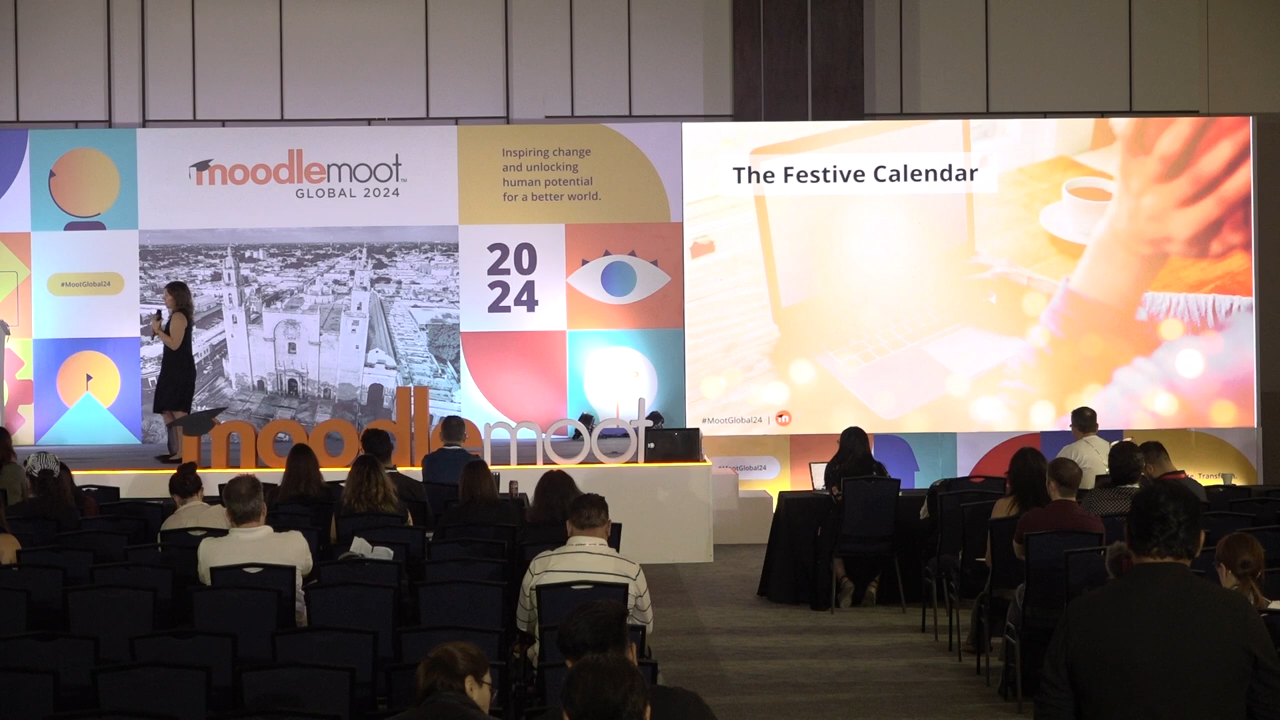 moodlemoot
GLOBAL 2024
Inspiring change
and unlocking
human potential
for a better world.
#MootGlobal24
20
24
The Festive Calendar
#MootGlobal24 | m
moodlemoot
#MootGlobal24
Transform.